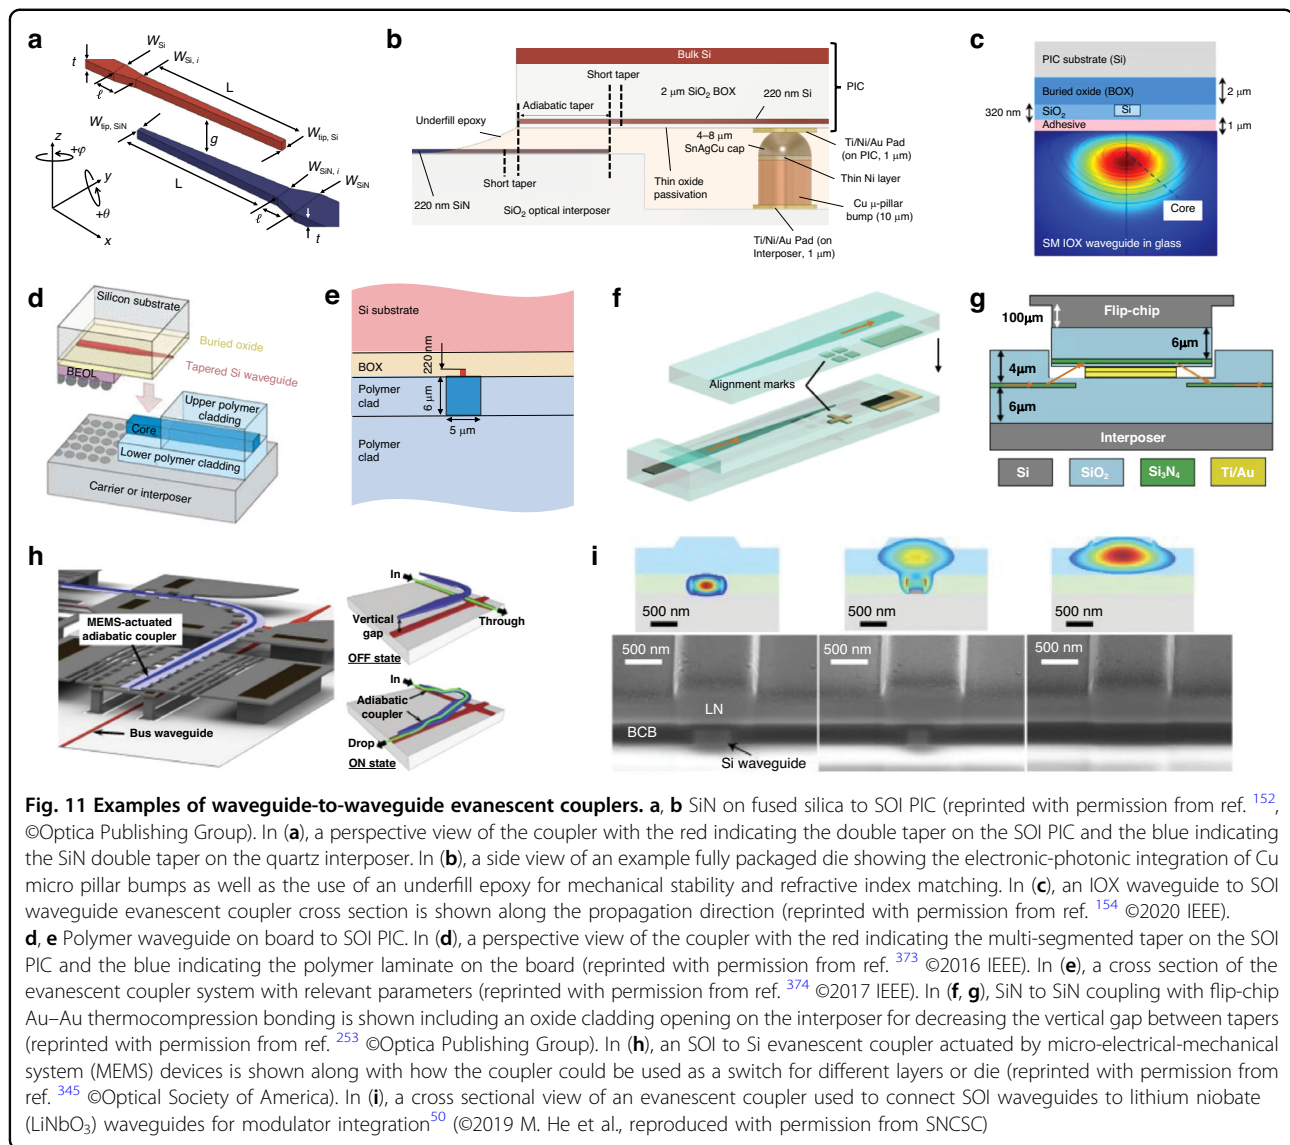 a
W_Si
W_Si, i
t
ℓ
L
W_tip, SiN
g
W_tip, Si
z
+φ
y
+θ
x
L
W_SiN, i
W_SiN
ℓ
t
b
Bulk Si
Short taper
2 μm SiO₂ BOX
220 nm Si
PIC
Adiabatic taper
Underfill epoxy
4–8 μm
SnAgCu cap
Ti/Ni/Au Pad
(on PIC, 1 μm)
Short taper
Thin oxide
passivation
Thin Ni layer
220 nm SiN
SiO₂ optical interposer
Cu μ-pillar
bump (10 μm)
Ti/Ni/Au Pad (on
Interposer, 1 μm)
c
PIC substrate (Si)
Buried oxide (BOX)
2 μm
320 nm
SiO₂
Si
Adhesive
1 μm
Core
SM IOX waveguide in glass
d
Silicon substrate
Buried oxide
Tapered Si waveguide
BEOL
Upper polymer
cladding
Core
Lower polymer cladding
Carrier or interposer
e
Si substrate
BOX
220 nm
Polymer
clad
6 μm
5 μm
Polymer
clad
f
Alignment marks
g
100μm
Flip-chip
6μm
4μm
6μm
Interposer
Si
SiO₂
Si₃N₄
Ti/Au
h
MEMS-actuated
adiabatic coupler
Bus waveguide
In
Vertical
gap
Through
OFF state
In
Adiabatic
coupler
Drop
ON state
i
500 nm
500 nm
500 nm
500 nm
500 nm
500 nm
LN
BCB
Si waveguide
Fig. 11 Examples of waveguide-to-waveguide evanescent couplers. a, b SiN on fused silica to SOI PIC (reprinted with permission from ref. 152,
©Optica Publishing Group). In (a), a perspective view of the coupler with the red indicating the double taper on the SOI PIC and the blue indicating
the SiN double taper on the quartz interposer. In (b), a side view of an example fully packaged die showing the electronic-photonic integration of Cu
micro pillar bumps as well as the use of an underfill epoxy for mechanical stability and refractive index matching. In (c), an IOX waveguide to SOI
waveguide evanescent coupler cross section is shown along the propagation direction (reprinted with permission from ref. 154 ©2020 IEEE).
d, e Polymer waveguide on board to SOI PIC. In (d), a perspective view of the coupler with the red indicating the multi-segmented taper on the SOI
PIC and the blue indicating the polymer laminate on the board (reprinted with permission from ref. 373 ©2016 IEEE). In (e), a cross section of the
evanescent coupler system with relevant parameters (reprinted with permission from ref. 374 ©2017 IEEE). In (f, g), SiN to SiN coupling with flip-chip
Au–Au thermocompression bonding is shown including an oxide cladding opening on the interposer for decreasing the vertical gap between tapers
(reprinted with permission from ref. 253 ©Optica Publishing Group). In (h), an SOI to Si evanescent coupler actuated by micro-electrical-mechanical
system (MEMS) devices is shown along with how the coupler could be used as a switch for different layers or die (reprinted with permission from
ref. 345 ©Optical Society of America). In (i), a cross sectional view of an evanescent coupler used to connect SOI waveguides to lithium niobate
(LiNbO₃) waveguides for modulator integration50 (©2019 M. He et al., reproduced with permission from SNCSC)